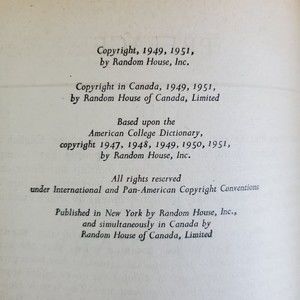 Copyright, 1949, 1951,
by Random House, Inc.
Copyright in Canada, 1949, 1951,
by Random House of Canada, Limited
Based upon the
American College Dictionary,
copyright 1947, 1948, 1949, 1950, 1951,
by Random House, Inc.
All rights reserved
under International and Pan-American Copyright Conventions
Published in New York by Random House, Inc.,
and simultaneously in Canada by
Random House of Canada, Limited